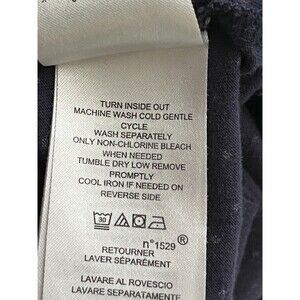 TURN INSIDE OUT
MACHINE WASH COLD GENTLE
CYCLE
WASH SEPARATELY
ONLY NON-CHLORINE BLEACH
WHEN NEEDED
TUMBLE DRY LOW REMOVE
PROMPTLY
COOL IRON IF NEEDED ON
REVERSE SIDE
30
n°1529®
RETOURNER
LAVER SÉPARÉMENT
LAVARE AL ROVESCIO
LAVARE SEPARATAMENTE